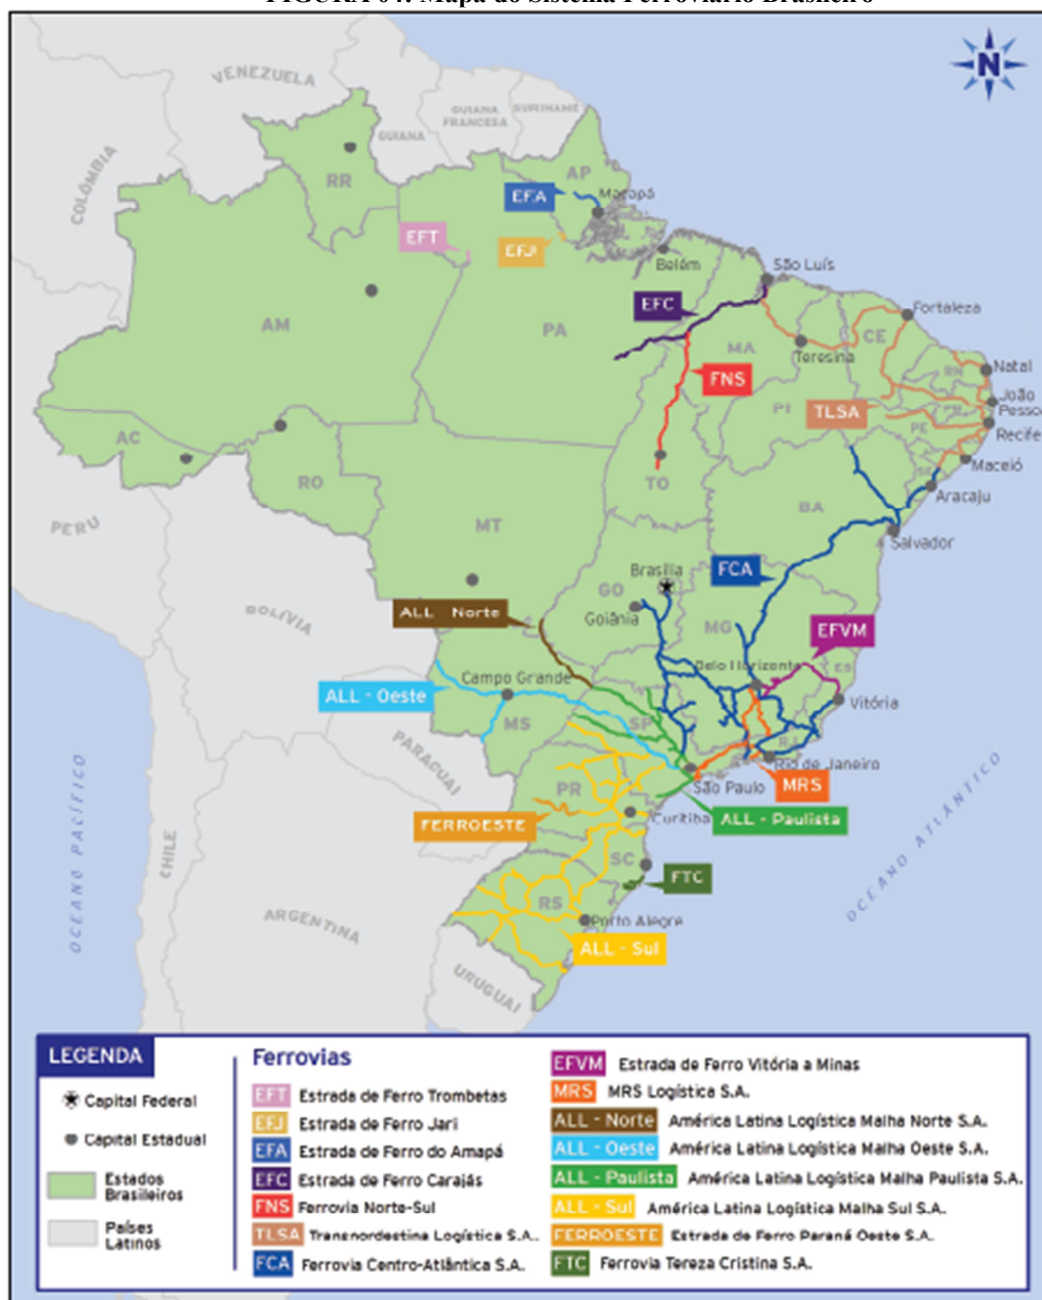 FIGURA 04: Mapa do Sistema Ferroviário Brasileiro
N
VENEZUELA
GUIANA
GUIANA
FRANCESA
SURINAME
COLÔMBIA
RR
AP
EFA
Macapá
EFT
EFJ
Belém
São Luís
EFC
Fortaleza
AM
PA
MA
CE
Teresina
RN
Natal
FNS
João
Pesso
PI
TLSA
PB
PE
Recife
AC
Maceió
RO
TO
SE
Aracaju
BA
MT
PERU
Salvador
Brasília
FCA
GO
Goiânia
BOLÍVIA
ALL Norte
MG
EFVM
Belo Horizonte
ES
Campo Grande
ALL - Oeste
Vitória
MS
SP
RJ
PARAGUAI
Rio de Janeiro
São Paulo
MRS
PR
OCEANO PACÍFICO
OCEANO ATLÂNTICO
Curitiba
ALL - Paulista
FERROESTE
CHILE
SC
FTC
RS
Porto Alegre
ARGENTINA
ALL - Sul
URUGUAI
LEGENDA
Capital Federal
Capital Estadual
Estados
Brasileiros
Países
Latinos
Ferrovias
EFT Estrada de Ferro Trombetas
EFJ Estrada de Ferro Jari
EFA Estrada de Ferro do Amapá
EFC Estrada de Ferro Carajás
FNS Ferrovia Norte-Sul
TLSA Transnordestina Logística S.A..
FCA Ferrovia Centro-Atlântica S.A.
EFVM Estrada de Ferro Vitória a Minas
MRS MRS Logística S.A.
ALL - Norte América Latina Logística Malha Norte S.A.
ALL - Oeste América Latina Logística Malha Oeste S.A.
ALL - Paulista América Latina Logística Malha Paulista S.A.
ALL - Sul América Latina Logística Malha Sul S.A.
FERROESTE Estrada de Ferro Paraná Oeste S.A.
FTC Ferrovia Tereza Cristina S.A.